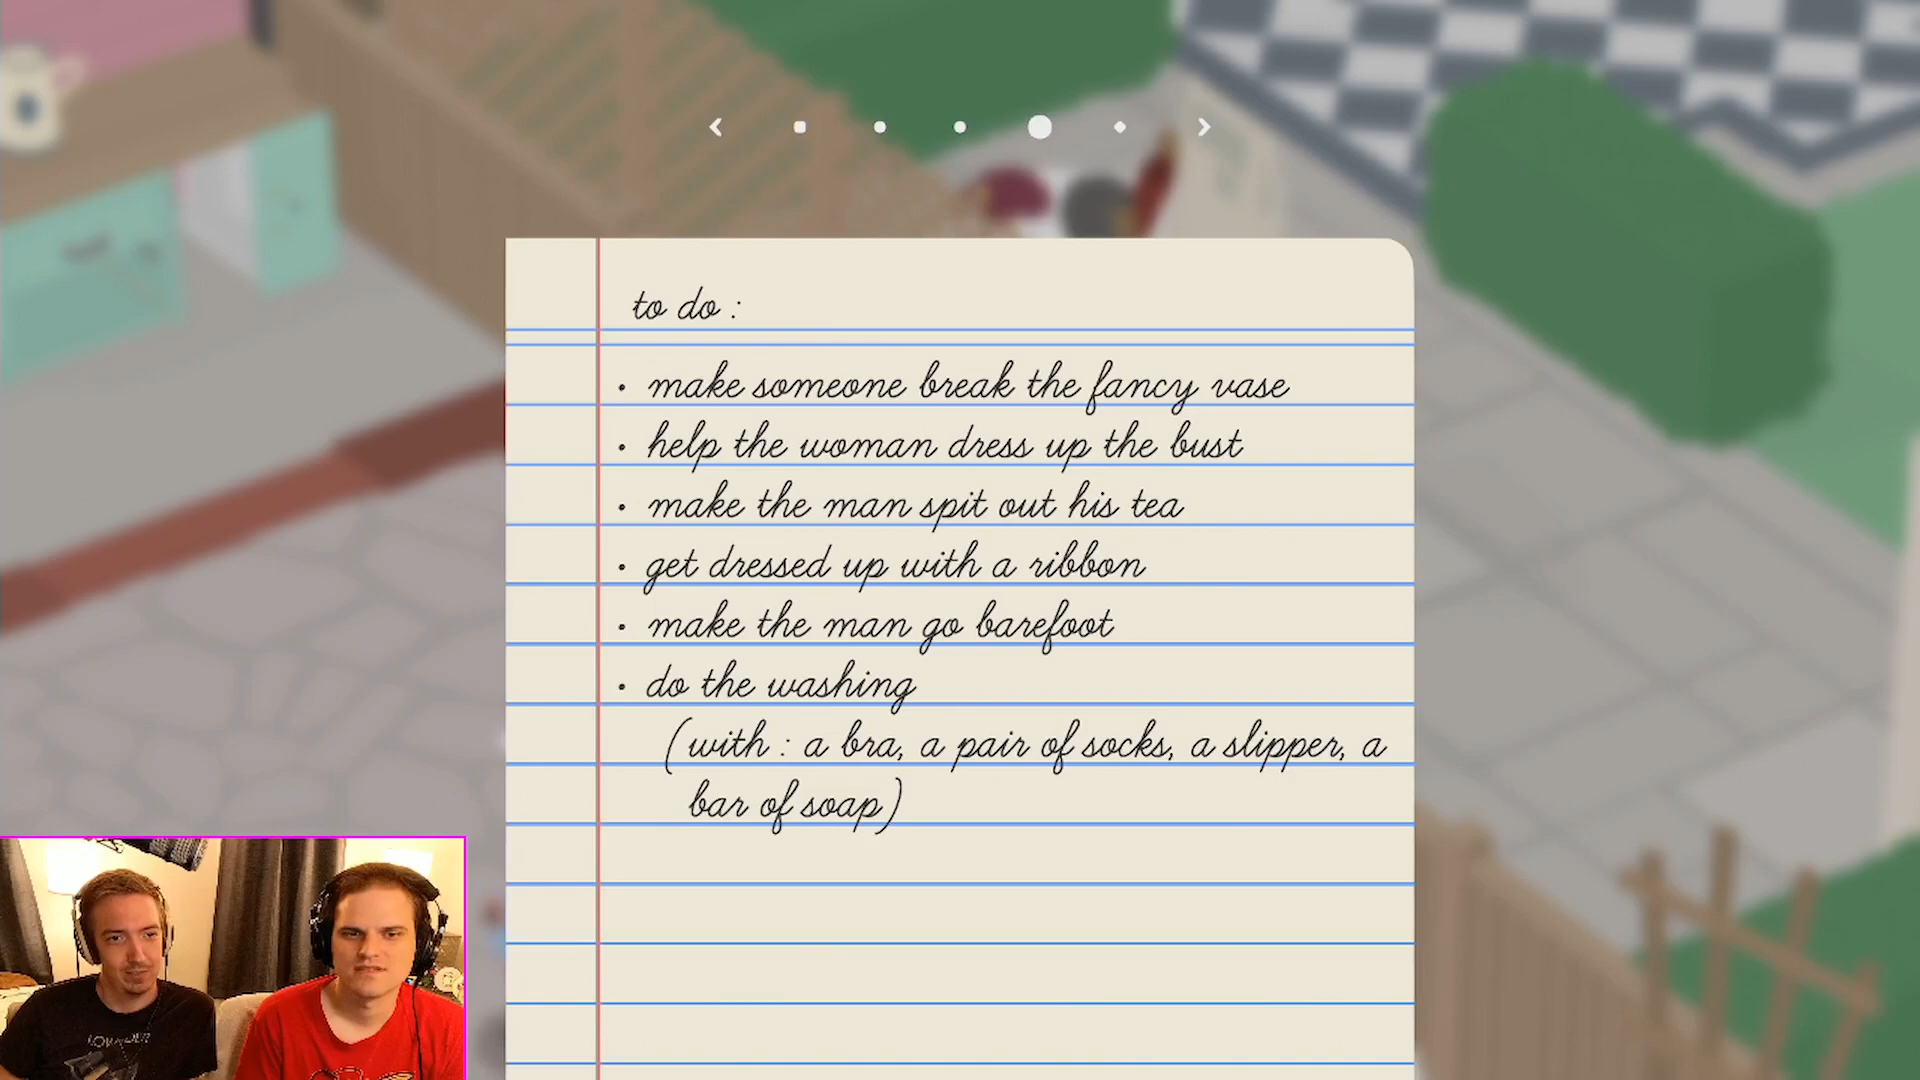 to do :
• make someone break the fancy vase
• help the woman dress up the bust
• make the man spit out his tea
• get dressed up with a ribbon
• make the man go barefoot
• do the washing
(with : a bra, a pair of socks, a slipper, a
bar of soap)